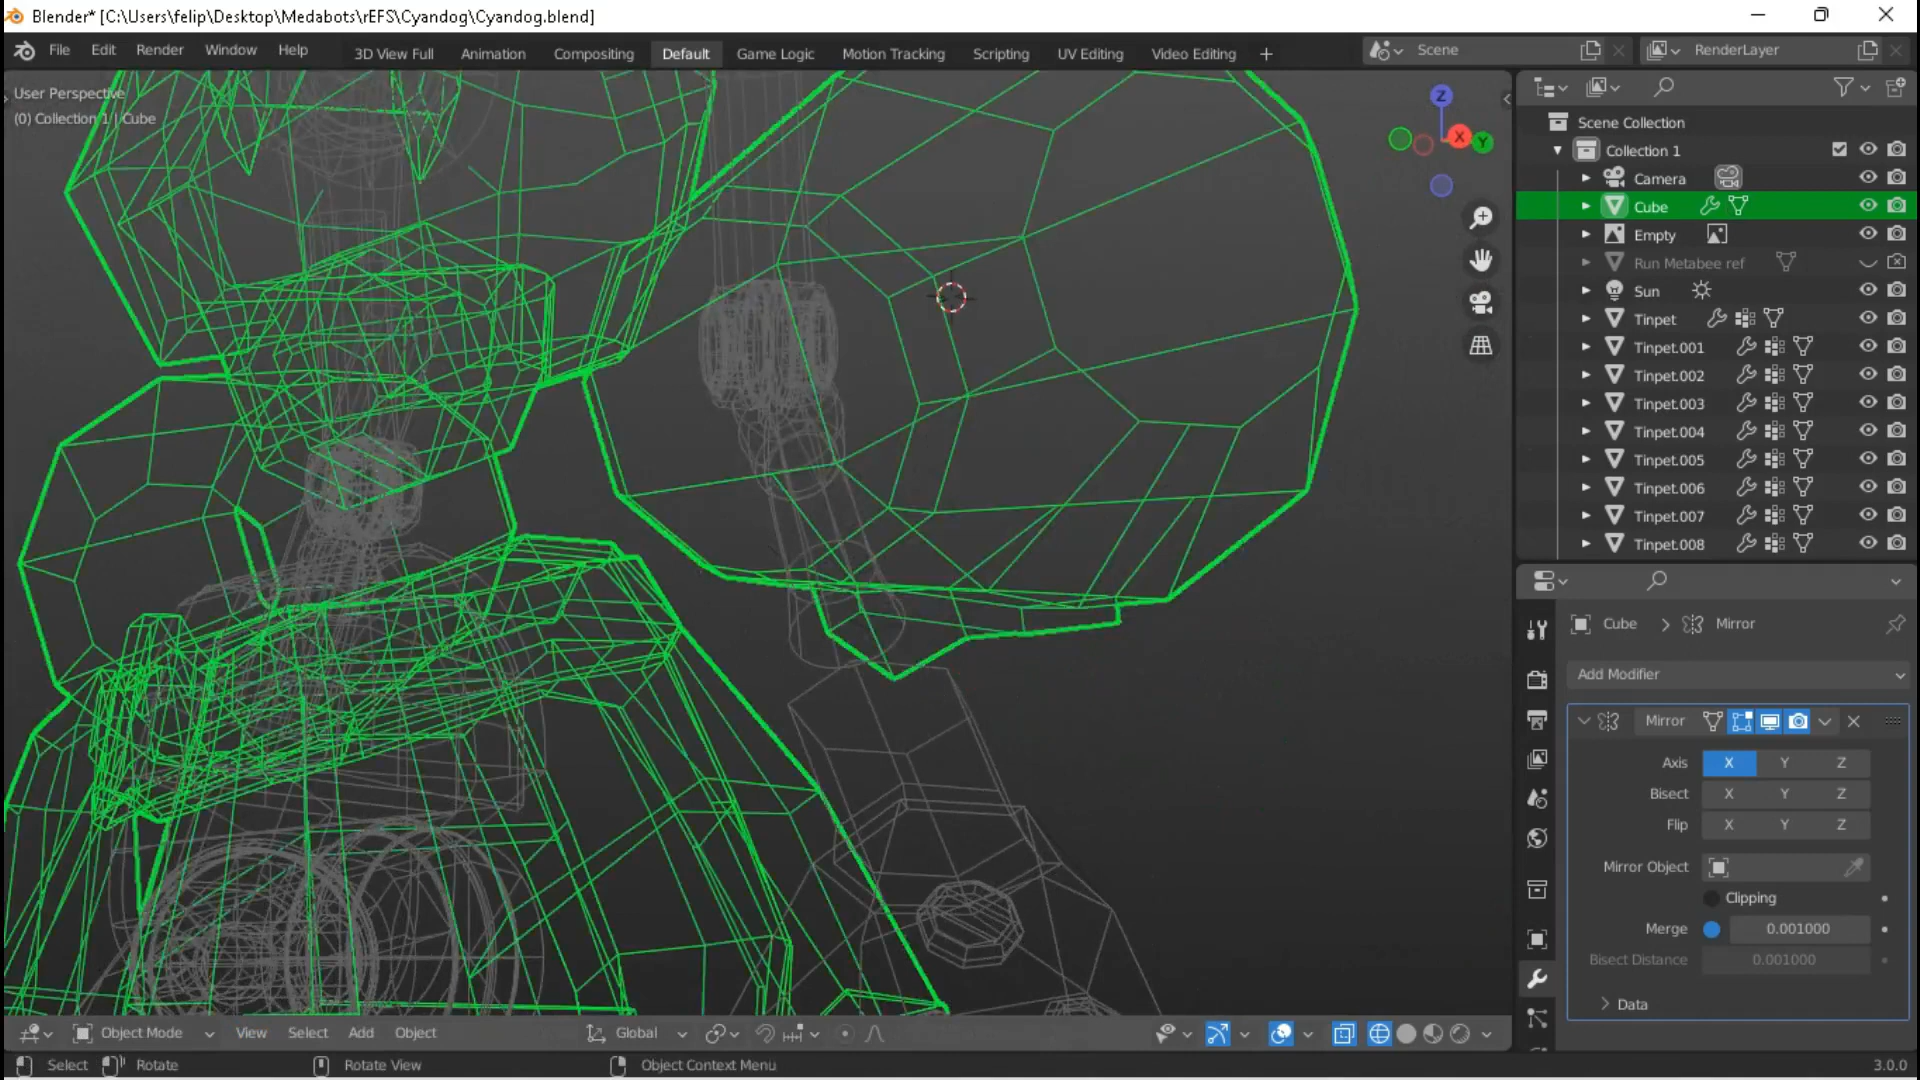 Blender* [C:\Users\felip\Desktop\Medabots\rEFS\Cyandog\Cyandog.blend]
File Edit Render Window Help 3D View Full Animation Compositing Default Game Logic Motion Tracking Scripting UV Editing Video Editing + Scene RenderLayer
User Perspective
(0) Collection 1 | Cube
Z
X
Y
Scene Collection
Collection 1
Camera
Cube
Empty
Run Metabee ref
Sun
Tinpet
Tinpet.001
Tinpet.002
Tinpet.003
Tinpet.004
Tinpet.005
Tinpet.006
Tinpet.007
Tinpet.008
Cube > Mirror
Add Modifier
Mirror
Axis X Y Z
Bisect X Y Z
Flip X Y Z
Mirror Object
Clipping
Merge 0.001000
Bisect Distance 0.001000
Data
Object Mode View Select Add Object Global
Select Rotate Rotate View Object Context Menu 3.0.0